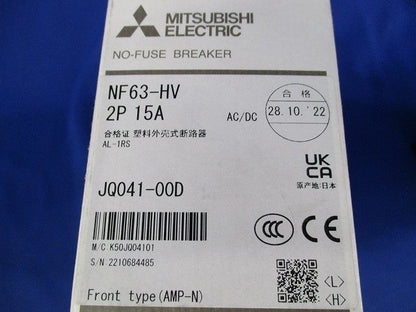 MITSUBISHI
ELECTRIC
NO-FUSE BREAKER
NF63-HV
2P 15A
AC/DC
合格
28.10.'22
合格证 塑料外壳式断路器
AL-1RS
UK
CA
原产地:日本
JQ041-00D
M/C K50JQ04101
S/N 2210684485
CCC
CE
Front type(AMP-N)
<L>
<H>